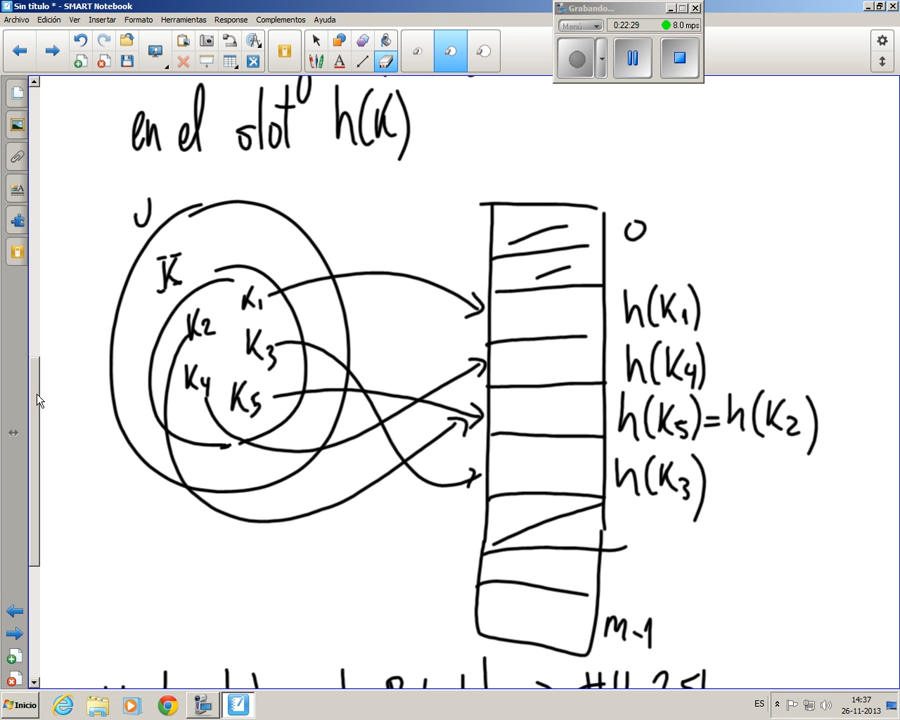 Sin título * - SMART Notebook
Grabando...
Archivo Edición Ver Insertar Formato Herramientas Response Complementos Ayuda
Menú 0:22:29 8.0 mps
en el slot h(K)
U
K
K1
K2
K3
K4
K5
0
h(K1)
h(K4)
h(K5)=h(K2)
h(K3)
m-1
Inicio
ES
14:37
26-11-2013